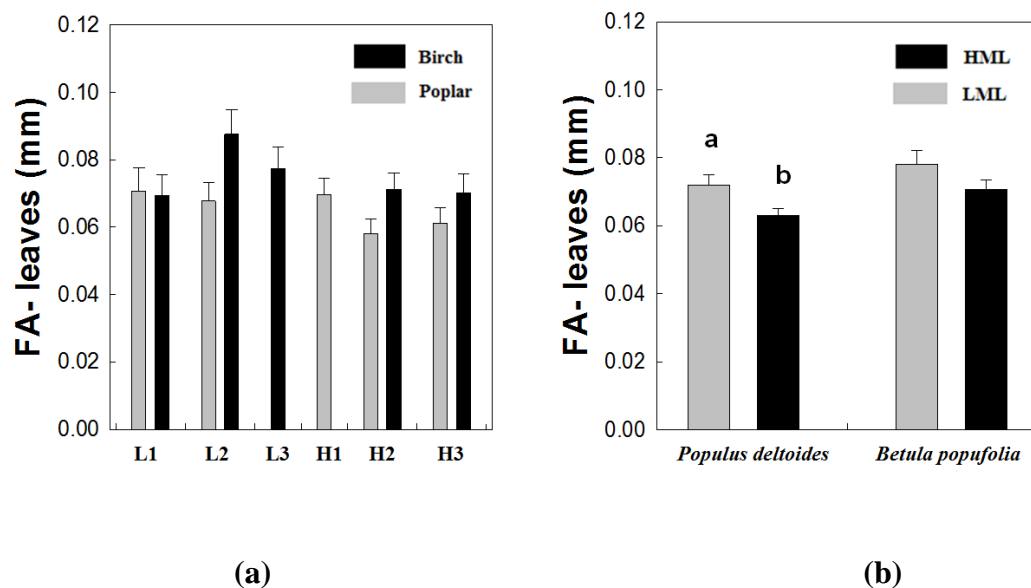 0.12
0.10
0.08
0.06
0.04
0.02
0.00
FA- leaves (mm)
Birch
Poplar
L1 L2 L3 H1 H2 H3
(a)
0.12
0.10
0.08
0.06
0.04
0.02
0.00
FA- leaves (mm)
HML
LML
a
b
Populus deltoides Betula popufolia
(b)